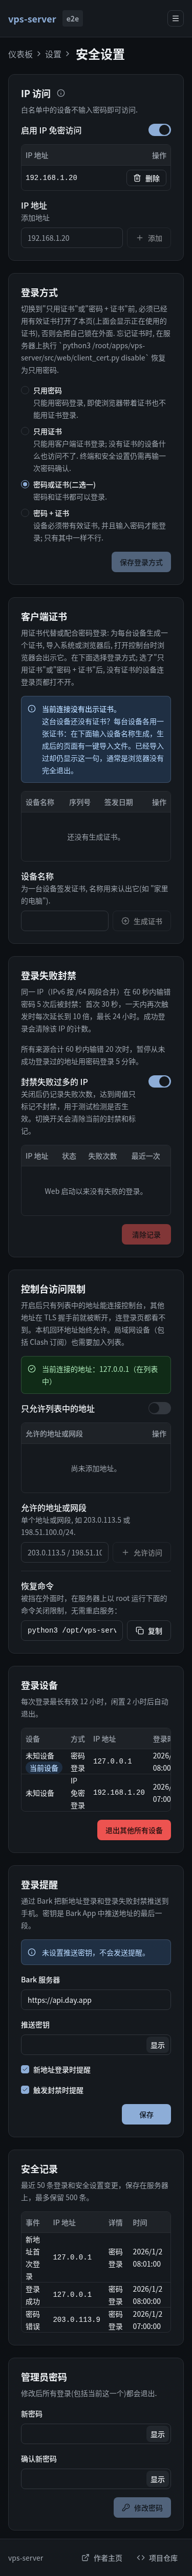 vps-server e2e
仪表板 > 设置 > 安全设置
IP 访问
白名单中的设备不输入密码即可访问.
启用 IP 免密访问
IP 地址 操作
192.168.1.20 删除
IP 地址
添加地址
192.168.1.20 添加
登录方式
切换到"只用证书"或"密码 + 证书"前, 必须已经
用有效证书打开了本页(上面会显示正在使用的
证书), 否则会把自己锁在外面. 忘记证书时, 在服
务器上执行 `python3 /root/apps/vps-
server/src/web/client_cert.py disable` 恢复
为只用密码.
只用密码
只能用密码登录, 即使浏览器带着证书也不
能用证书登录.
只用证书
只能用客户端证书登录; 没有证书的设备什
么也访问不了. 终端和安全设置仍需再输一
次密码确认.
密码或证书(二选一)
密码和证书都可以登录.
密码 + 证书
设备必须带有效证书, 并且输入密码才能登
录; 只有其中一样不行.
保存登录方式
客户端证书
用证书代替或配合密码登录: 为每台设备生成一
个证书, 导入系统或浏览器后, 打开控制台时浏
览器会出示它。在下面选择登录方式; 选了"只
用证书"或"密码 + 证书"后, 没有证书的设备连
登录页都打不开。
当前连接没有出示证书。
这台设备还没有证书？每台设备各用一
张证书：在下方输入设备名称生成，生
成后的页面有一键导入文件。已经导入
过却仍显示这一句，通常是浏览器没有
完全退出。
设备名称 序列号 签发日期 操作
还没有生成证书。
设备名称
为一台设备签发证书, 名称用来认出它(如 "家里
的电脑").
生成证书
登录失败封禁
同一 IP（IPv6 按 /64 网段合并）在 60 秒内输错
密码 5 次后被封禁：首次 30 秒，一天内再次触
发时每次延长到 10 倍，最长 24 小时。成功登
录会清除该 IP 的计数。
所有来源合计 60 秒内输错 20 次时，暂停从未
成功登录过的地址用密码登录 5 分钟。
封禁失败过多的 IP
关闭后仍记录失败次数，达到阈值只
标记不封禁，用于测试检测是否生
效。切换开关会清除当前的封禁和标
记。
IP 地址 状态 失败次数 最近一次
Web 启动以来没有失败的登录。
清除记录
控制台访问限制
开启后只有列表中的地址能连接控制台，其他
地址在 TLS 握手前就被断开，连登录页都看不
到。本机回环地址始终允许。局域网设备（包
括 Clash 订阅）也需要加入列表。
当前连接的地址：127.0.0.1（在列表
中）
只允许列表中的地址
允许的地址或网段 操作
尚未添加地址。
允许的地址或网段
单个地址或网段, 如 203.0.113.5 或
198.51.100.0/24.
203.0.113.5 / 198.51.1 允许访问
恢复命令
被挡在外面时，在服务器上以 root 运行下面的
命令关闭限制，无需重启服务:
python3 /opt/vps-serv 复制
登录设备
每次登录最长有效 12 小时，闲置 2 小时后自动
退出。
设备 方式 IP 地址 登录时
未知设备 密码 127.0.0.1 2026/
当前设备 登录 08:00
未知设备 IP 免密登录 192.168.1.20 2026/ 07:00
退出其他所有设备
登录提醒
通过 Bark 把新地址登录和登录失败封禁推送到
手机。密钥是 Bark App 中推送地址的最后一
段。
未设置推送密钥，不会发送提醒。
Bark 服务器
https://api.day.app
推送密钥
显示
新地址登录时提醒
触发封禁时提醒
保存
安全记录
最近 50 条登录和安全设置变更，保存在服务器
上，最多保留 500 条。
事件 IP 地址 详情 时间
新地址首次登录 127.0.0.1 密码登录 2026/1/2 08:01:00
登录成功 127.0.0.1 密码登录 2026/1/2 08:00:00
密码错误 203.0.113.9 密码登录 2026/1/2 07:00:00
管理员密码
修改后所有登录(包括当前这一个)都会退出.
新密码
显示
确认新密码
显示
修改密码
vps-server 作者主页 项目仓库